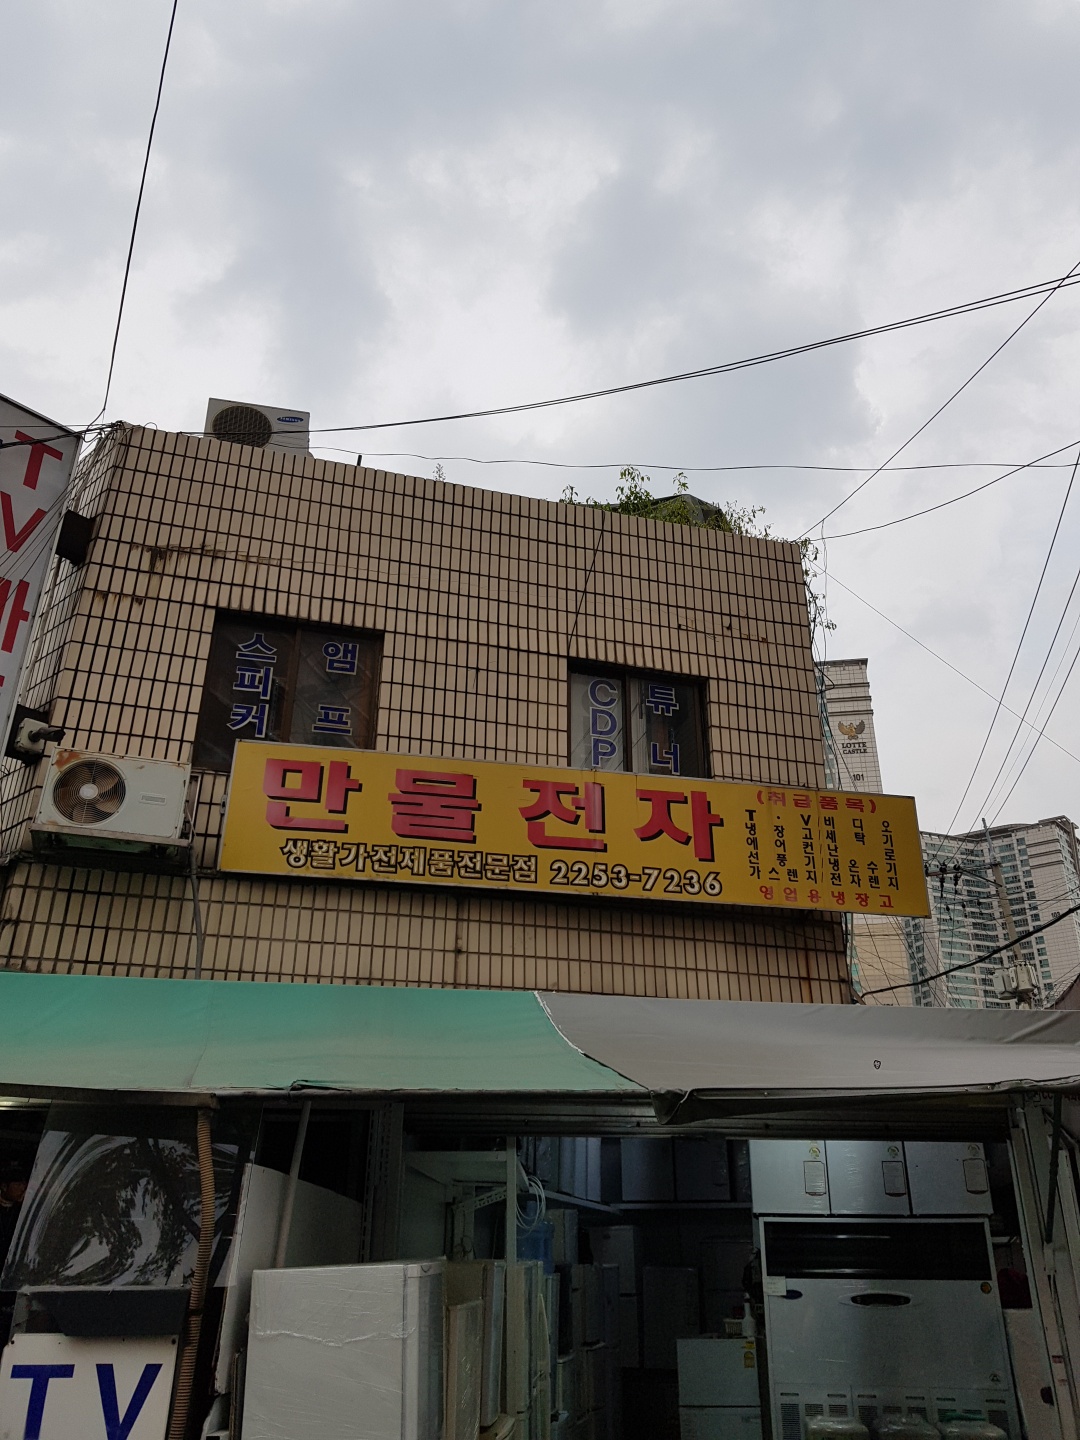 SAMSUNG
T
V
스피커
앰프
CDP
튜너
LOTTE
CASTLE
101
만물전자
생활가전제품전문점 2253-7236
(취급품목)
T·V/비디오
냉장고/세탁기
에어컨/난로
선풍기/냉온수기
가스렌지/전자렌지
영업용냉장고
TV